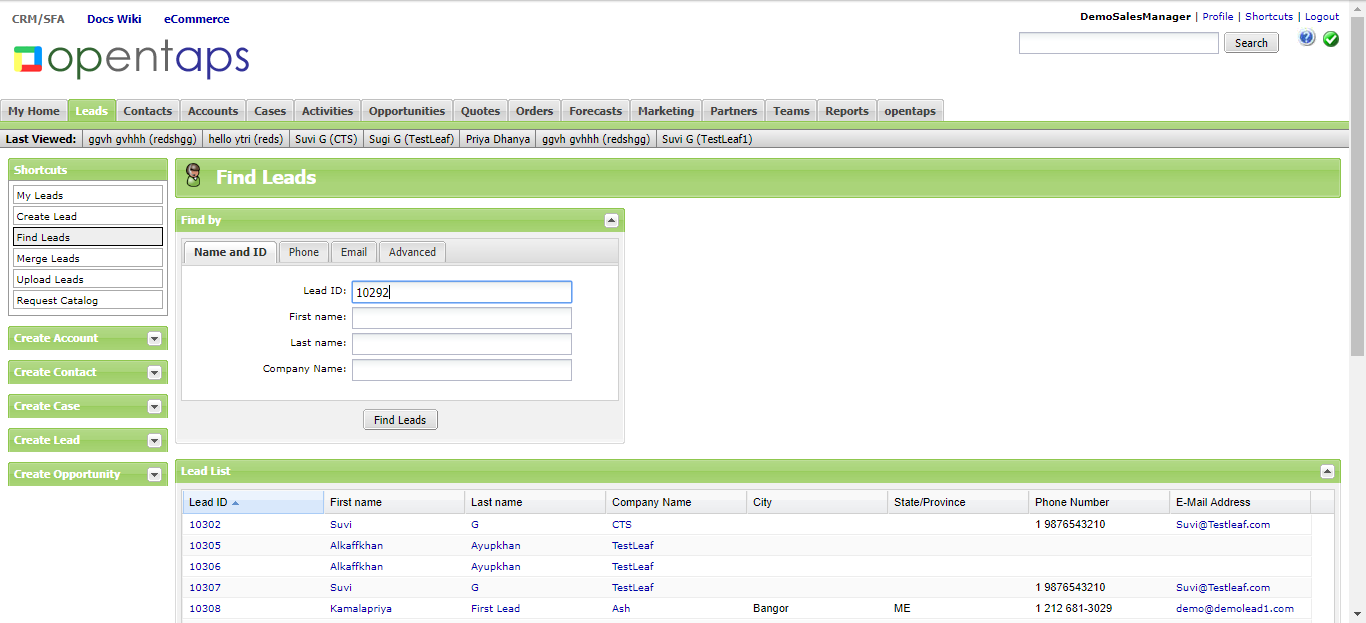 CRM/SFA Docs Wiki eCommerce
DemoSalesManager | Profile | Shortcuts | Logout
opentaps
Search
?
My Home Leads Contacts Accounts Cases Activities Opportunities Quotes Orders Forecasts Marketing Partners Teams Reports opentaps
Last Viewed: ggvh gvhhh (redshgg) hello ytri (reds) Suvi G (CTS) Sugi G (TestLeaf) Priya Dhanya ggvh gvhhh (redshgg) Suvi G (TestLeaf1)
Shortcuts
My Leads
Create Lead
Find Leads
Merge Leads
Upload Leads
Request Catalog
Create Account
Create Contact
Create Case
Create Lead
Create Opportunity
Find Leads
Find by
Name and ID Phone Email Advanced
Lead ID: 10292
First name:
Last name:
Company Name:
Find Leads
Lead List
Lead ID First name Last name Company Name City State/Province Phone Number E-Mail Address
10302 Suvi G CTS 1 9876543210 Suvi@Testleaf.com
10305 Alkaffkhan Ayupkhan TestLeaf
10306 Alkaffkhan Ayupkhan TestLeaf
10307 Suvi G TestLeaf 1 9876543210 Suvi@Testleaf.com
10308 Kamalapriya First Lead Ash Bangor ME 1 212 681-3029 demo@demolead1.com